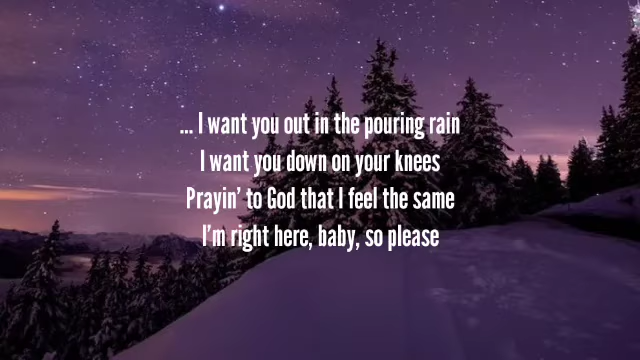 ... I want you out in the pouring rain
I want you down on your knees
Prayin' to God that I feel the same
I'm right here, baby, so please